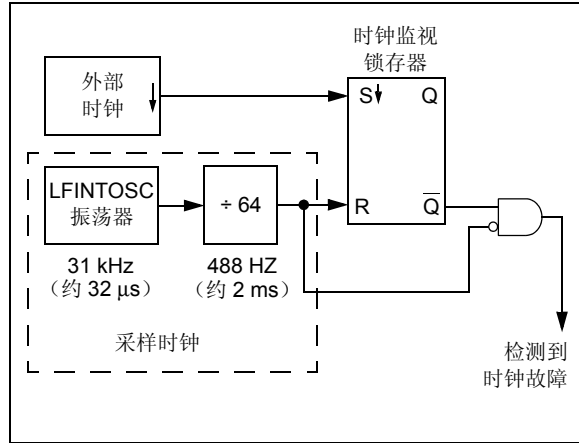 时钟监视
锁存器
外部
时钟
S
Q
LFINTOSC
振荡器
÷ 64
R
Q
31 kHz
（约 32 μs）
488 HZ
（约 2 ms）
采样时钟
检测到
时钟故障